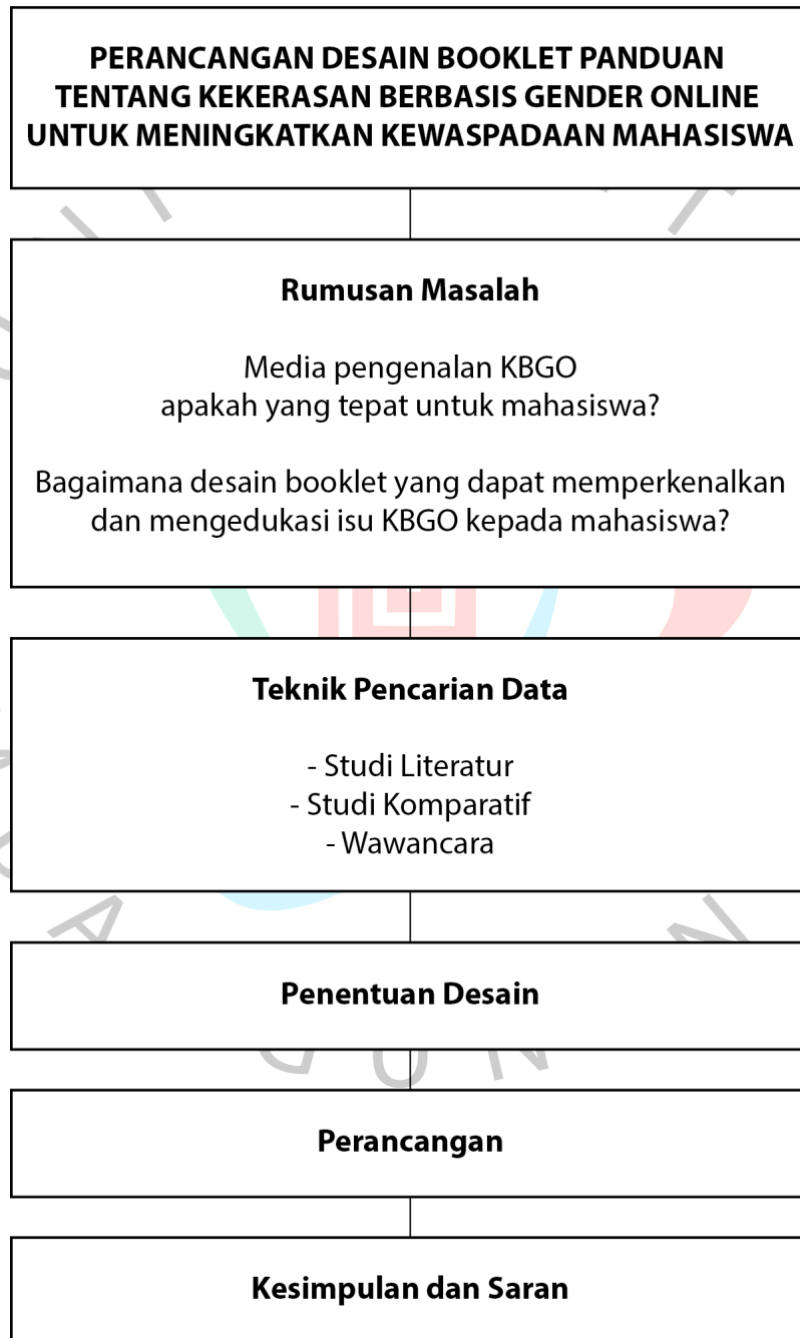 PERANCANGAN DESAIN BOOKLET PANDUAN
TENTANG KEKERASAN BERBASIS GENDER ONLINE
UNTUK MENINGKATKAN KEWASPADAAN MAHASISWA
Rumusan Masalah
Media pengenalan KBGO
apakah yang tepat untuk mahasiswa?
Bagaimana desain booklet yang dapat memperkenalkan
dan mengedukasi isu KBGO kepada mahasiswa?
Teknik Pencarian Data
- Studi Literatur
- Studi Komparatif
- Wawancara
Penentuan Desain
Perancangan
Kesimpulan dan Saran